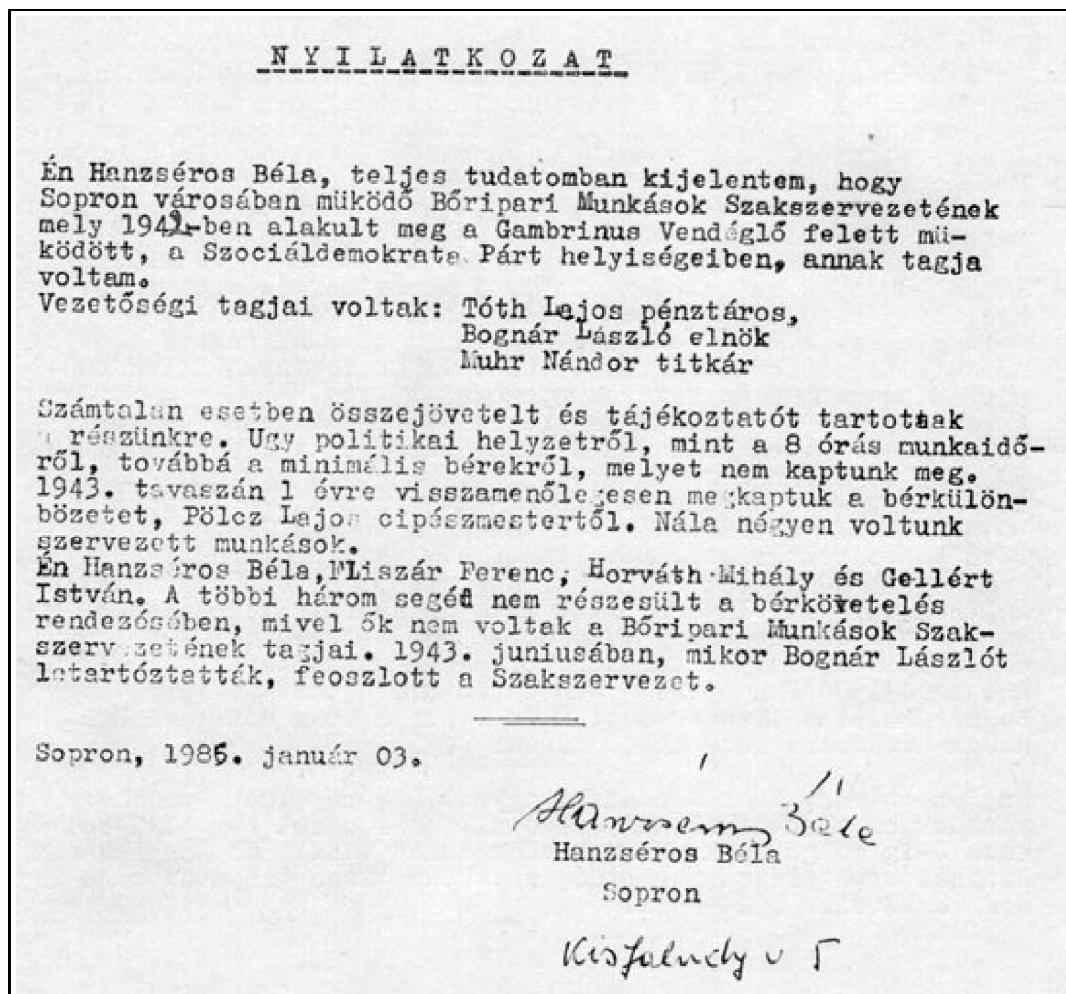 NYILATKOZAT
Én Hanzséros Béla, teljes tudatomban kijelentem, hogy
Sopron városában müködő Bőripari Munkások Szakszervezetének
mely 1942-ben alakult meg a Gambrinus Vendéglő felett mü-
ködött, a Szociáldemokrata Párt helyiségeiben, annak tagja
voltam.
Vezetőségi tagjai voltak: Tóth Lajos pénztáros,
Bognár László elnök
Muhr Nándor titkár
Számtalan esetben összejövetelt és tájékoztatót tartottak
a részünkre. Ugy politikai helyzetről, mint a 8 órás munkaidő-
ről, továbbá a minimális bérekről, melyet nem kaptunk meg.
1943. tavaszán 1 évre visszamenőlegesen megkaptuk a bérkülön-
bözetet, Pölcz Lajos cipészmestertől. Nála négyen voltunk
szervezett munkások.
Én Hanzséros Béla, Fliszár Ferenc, Horváth Mihály és Gellért
István. A többi három segéd nem részesült a bérkövetelés
rendezésében, mivel ők nem voltak a Bőripari Munkások Szak-
szervezetének tagjai. 1943. juniusában, mikor Bognár Lászlót
letartóztatták, feoszlott a Szakszervezet.
Sopron, 1985. január 03.
Béla
Hanzséros Béla
Sopron
Kisfaludy u 5